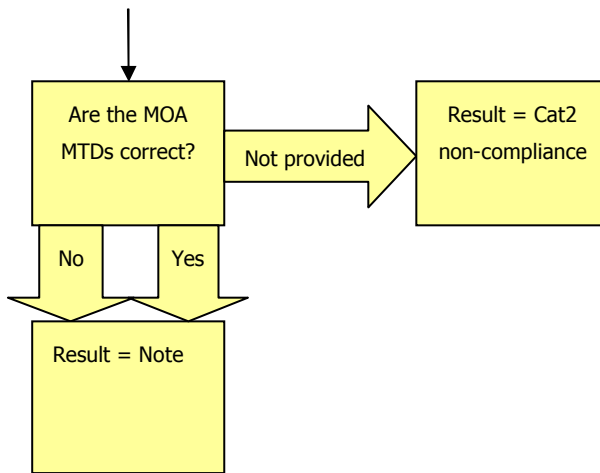 Are the MOA
MTDs correct?
Not provided
Result = Cat2
non-compliance
No
Yes
Result = Note